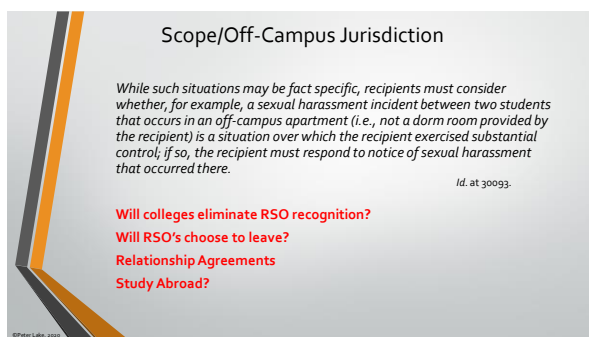 Scope/Off-Campus Jurisdiction
While such situations may be fact specific, recipients must consider
whether, for example, a sexual harassment incident between two students
that occurs in an off-campus apartment (i.e., not a dorm room provided by
the recipient) is a situation over which the recipient exercised substantial
control; if so, the recipient must respond to notice of sexual harassment
that occurred there.
Id. at 30093.
Will colleges eliminate RSO recognition?
Will RSO's choose to leave?
Relationship Agreements
Study Abroad?
©Peter Lake, 2020